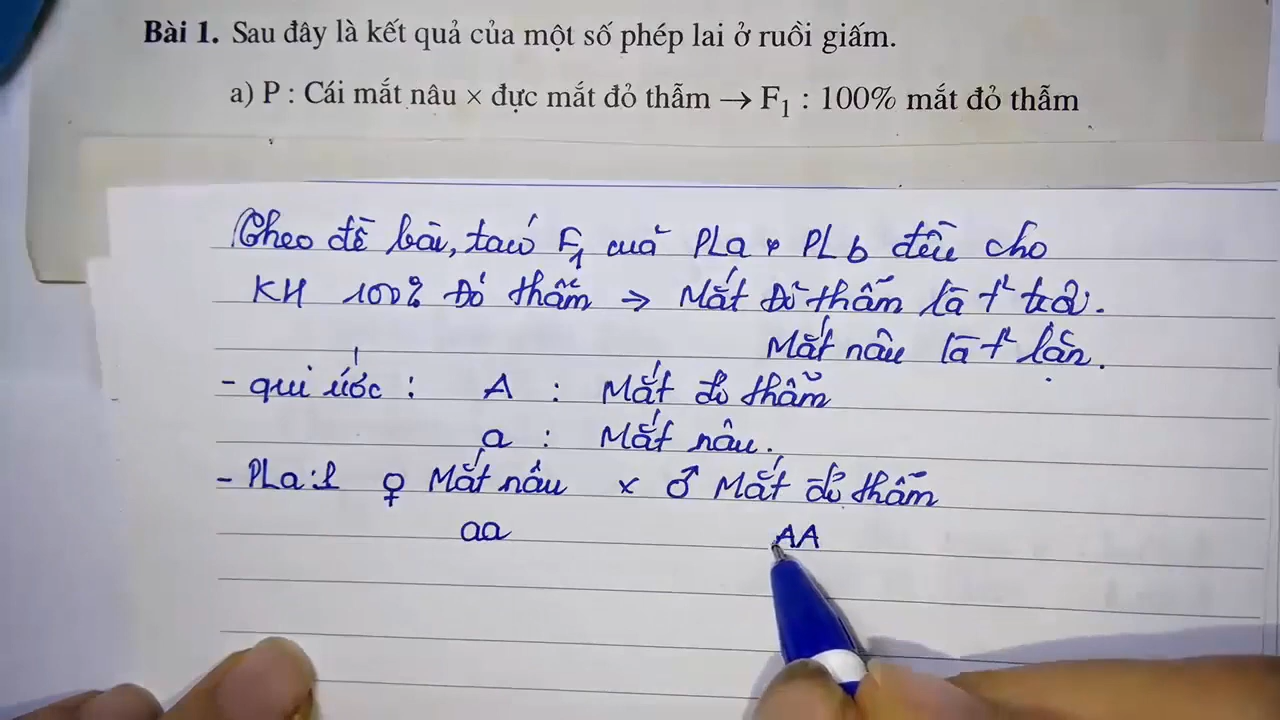 Bài 1. Sau đây là kết quả của một số phép lai ở ruồi giấm.
a) P : Cái mắt nâu × đực mắt đỏ thẫm → F₁ : 100% mắt đỏ thẫm
Theo đề bài, ta có F₁ của PLa & PL b đều cho
KH 100% Đỏ thẫm → Mắt Đỏ thẫm là t² trội.
Mắt nâu là t² lặn.
- qui ước : A : Mắt đỏ thẫm
a : Mắt nâu.
- PLa: ♀ Mắt nâu × ♂ Mắt đỏ thẫm
aa AA